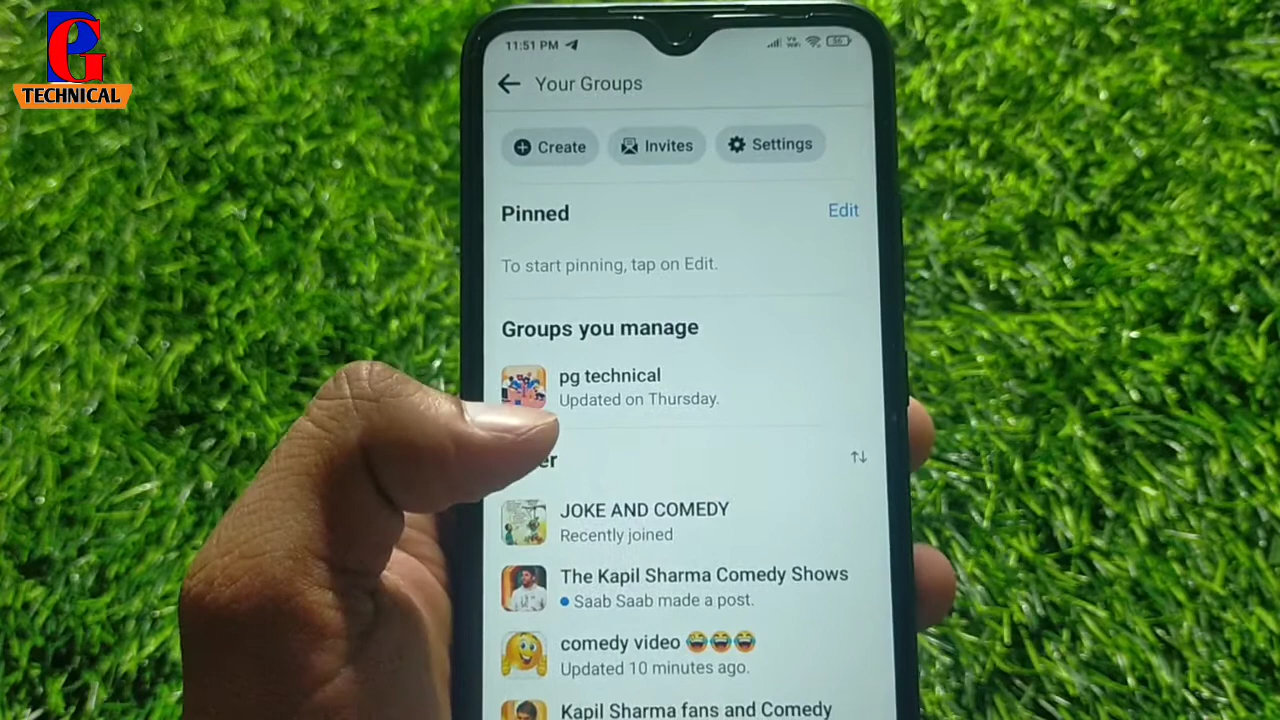 PG
TECHNICAL
11:51 PM
56
Your Groups
Create
Invites
Settings
Pinned
Edit
To start pinning, tap on Edit.
Groups you manage
pg technical
Updated on Thursday.
er
JOKE AND COMEDY
Recently joined
The Kapil Sharma Comedy Shows
Saab Saab made a post.
comedy video 😂😂😂
Updated 10 minutes ago.
Kapil Sharma fans and Comedy